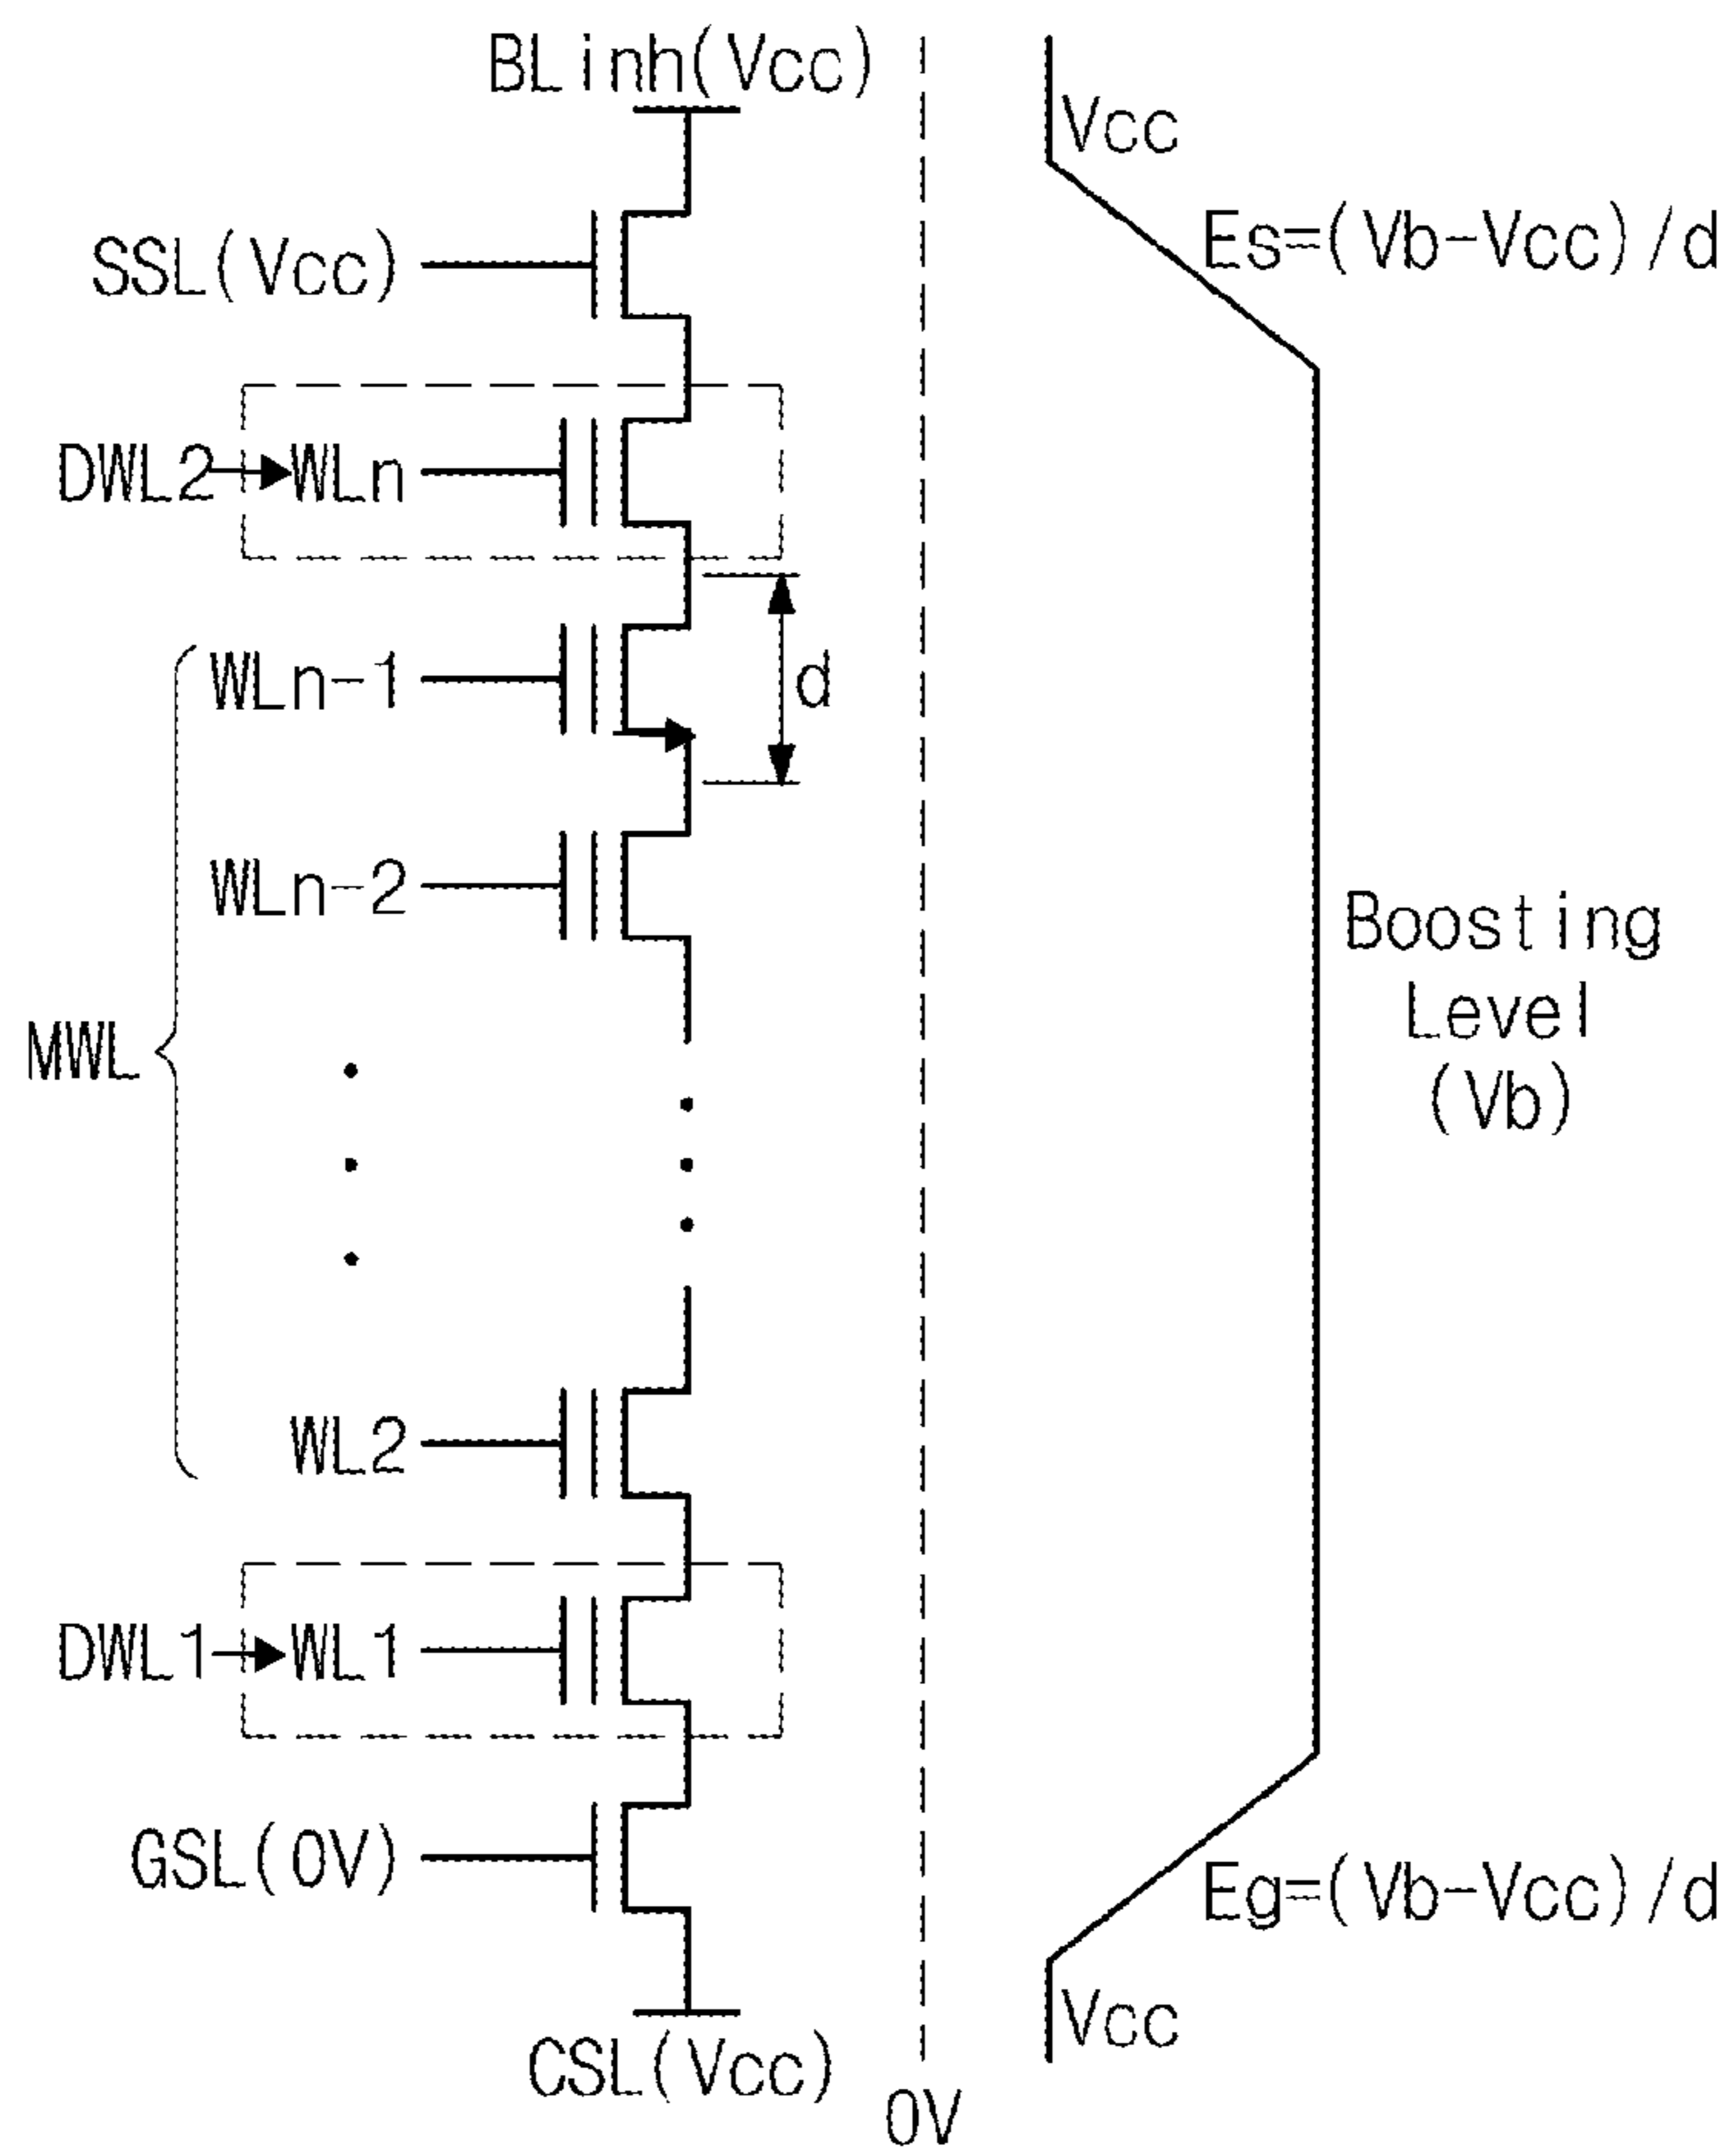 BLinh(Vcc)
Vcc
Es=(Vb-Vcc)/d
SSL(Vcc)
DWL2
WLn
WLn-1
d
WLn-2
Boosting
Level
(Vb)
MWL
WL2
DWL1
WL1
GSL(0V)
Eg=(Vb-Vcc)/d
Vcc
CSL(Vcc)
0V